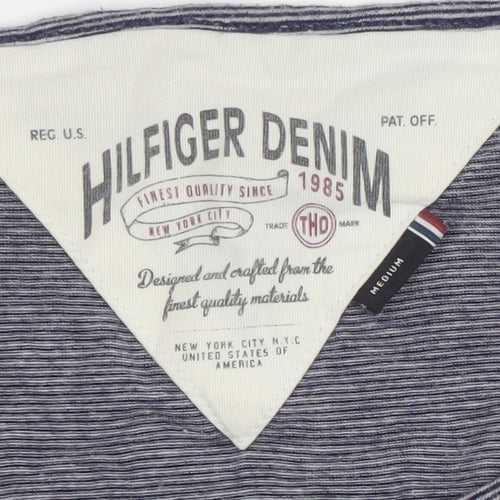 REG. U.S.
PAT. OFF.
HILFIGER DENIM
FINEST QUALITY SINCE
1985
NEW YORK CITY
TRADE THD MARK
Designed and crafted from the
finest quality materials
NEW YORK CITY N.Y.C
UNITED STATES OF
AMERICA
MEDIUM